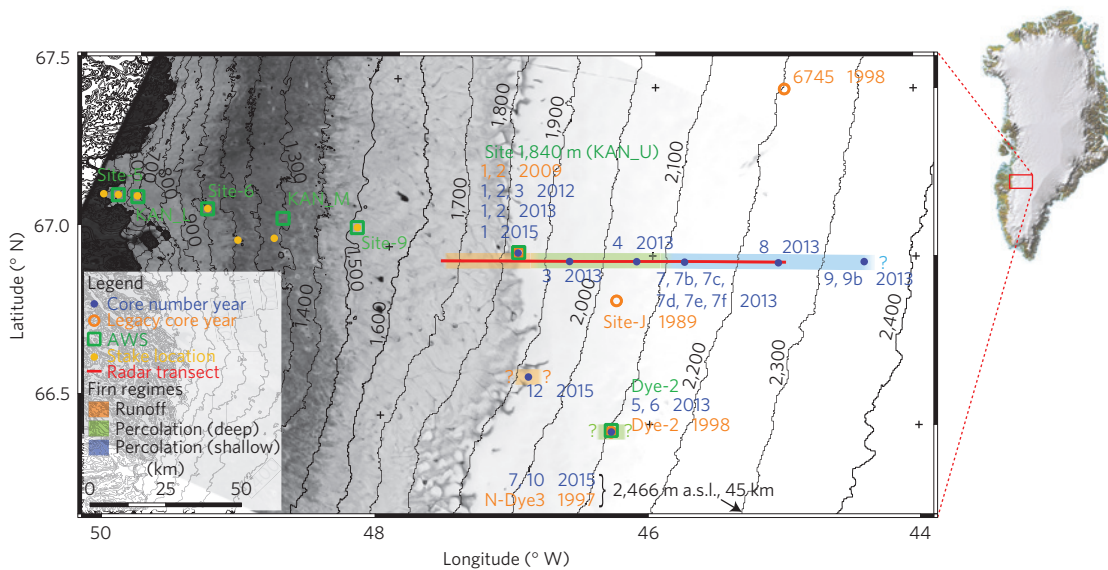 67.5
67.0
66.5
Latitude (° N)
50
48
46
44
Longitude (° W)
6745 1998
1,800
1,900
2,100
Site 1,840 m (KAN_U)
1, 2 2009
1, 2, 3 2012
1, 2 2013
1 2015
1,300
1,700
Site-6
KAN_M
KAN_L
Site-9
1,500
4 2013
8 2013
3 2013
7, 7b, 7c,
7d, 7e, 7f 2013
9, 9b 2013
?
1,400
1,600
2,000
Site-J, 1989
2,200
2,300
2,400
? ?
12 2015
Dye-2
5, 6 2013
Dye-2 1998
? ?
7, 10 2015
N-Dye3 1997
2,466 m a.s.l., 45 km
Legend
Core number year
Legacy core year
AWS
Stake location
Radar transect
Firn regimes
Runoff
Percolation (deep)
Percolation (shallow)
(km)
0 25 50